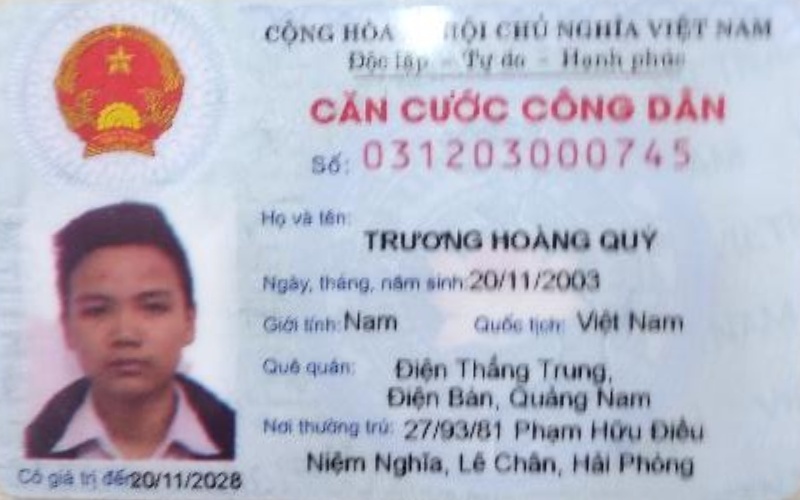 CỘNG HÒA HỘI CHỦ NGHĨA VIỆT NAM
Độc lập - Tự do - Hạnh phúc
CĂN CƯỚC CÔNG DÂN
Số: 031203000745
Họ và tên:
TRƯƠNG HOÀNG QUÝ
Ngày, tháng, năm sinh: 20/11/2003
Giới tính: Nam Quốc tịch: Việt Nam
Quê quán: Điện Thắng Trung,
Điện Bàn, Quảng Nam
Nơi thường trú: 27/93/81 Phạm Hữu Điều
Niệm Nghĩa, Lê Chân, Hải Phòng
Có giá trị đến: 20/11/2028